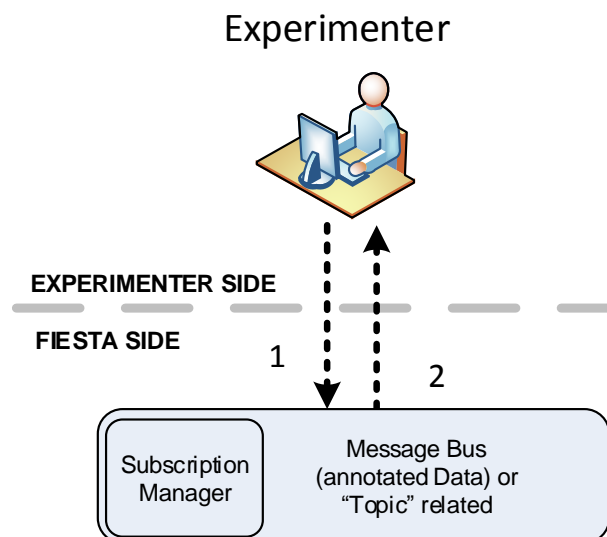 Experimenter
EXPERIMENTER SIDE
FIESTA SIDE
1
2
Subscription
Manager
Message Bus
(annotated Data) or
“Topic” related